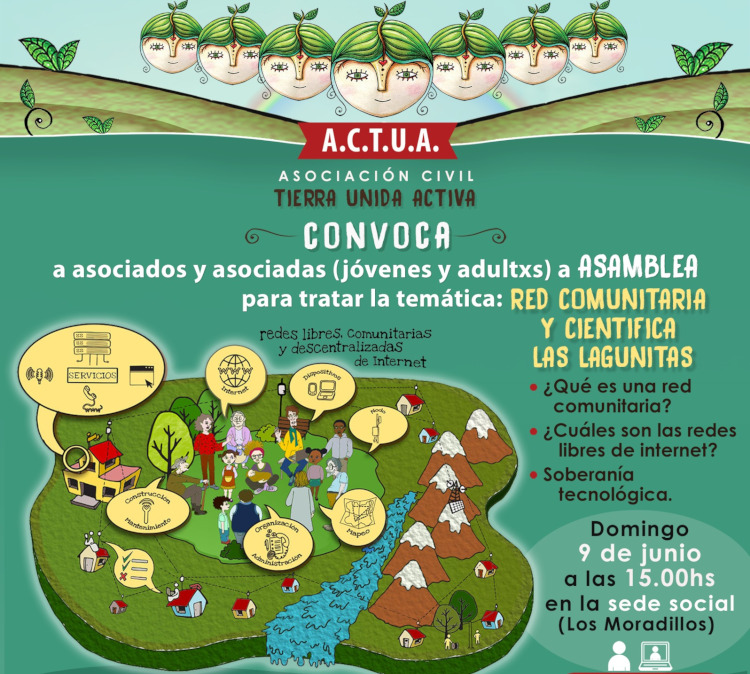 A.C.T.U.A.
ASOCIACIÓN CIVIL
TIERRA UNIDA ACTIVA
CONVOCA
a asociados y asociadas (jóvenes y adultxs) a ASAMBLEA
para tratar la temática: RED COMUNITARIA
Y CIENTIFICA
LAS LAGUNITAS
redes libres, comunitarias
y descentralizadas
de Internet
SERVICIOS
Internet
Dispositivos
Nodo
Construcción
Mantenimiento
Organización
Administración
Mapeo
• ¿Qué es una red
comunitaria?
• ¿Cuáles son las redes
libres de internet?
• Soberanía
tecnológica.
Domingo
9 de junio
a las 15.00hs
en la sede social
(Los Moradillos)